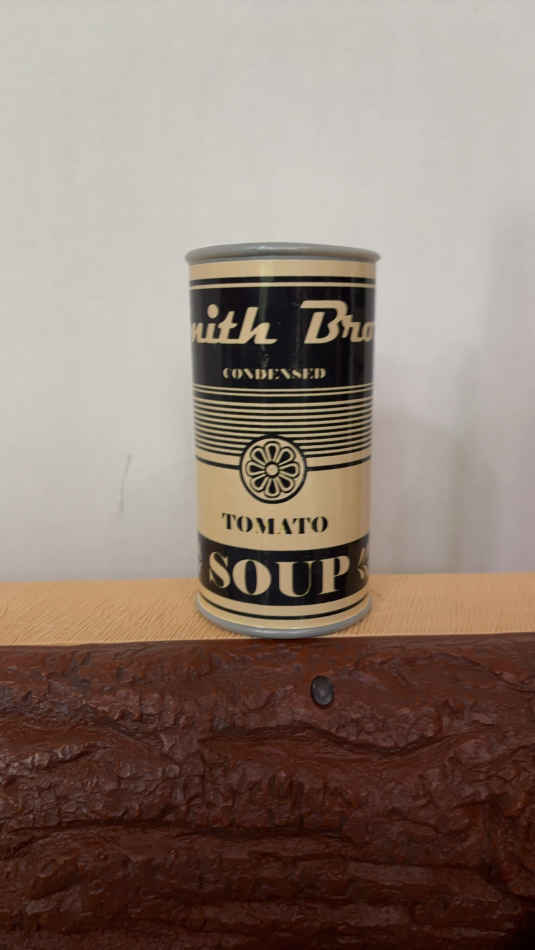 nith Bro
CONDENSED
TOMATO
SOUP